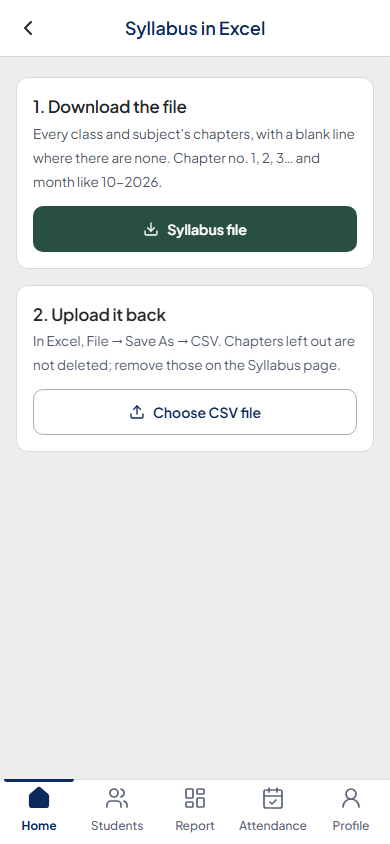 Syllabus in Excel
1. Download the file
Every class and subject's chapters, with a blank line
where there are none. Chapter no. 1, 2, 3… and
month like 10–2026.
Syllabus file
2. Upload it back
In Excel, File → Save As → CSV. Chapters left out are
not deleted; remove those on the Syllabus page.
Choose CSV file
Home
Students
Report
Attendance
Profile